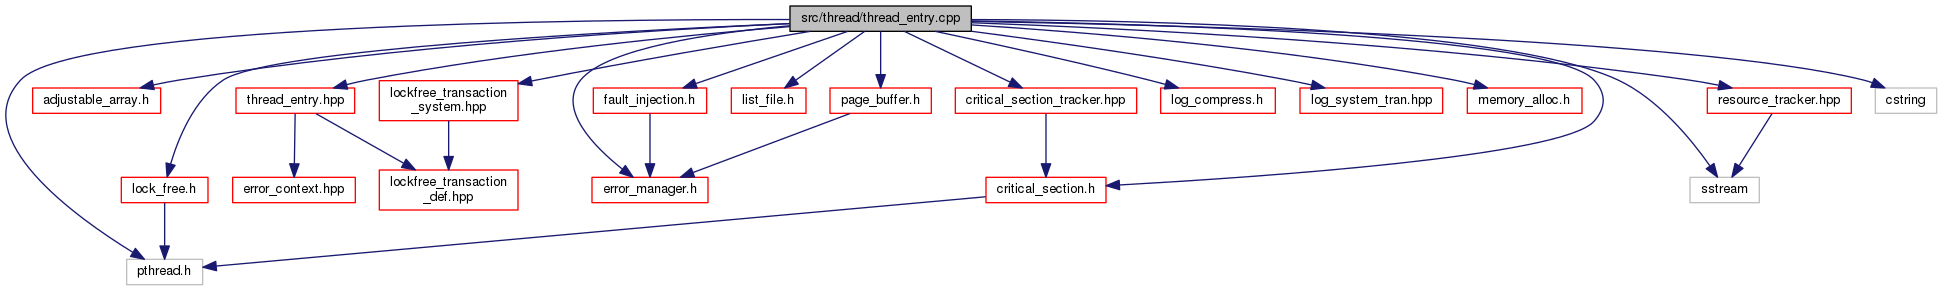 src/thread/thread_entry.cpp
adjustable_array.h
thread_entry.hpp
lockfree_transaction
_system.hpp
fault_injection.h
list_file.h
page_buffer.h
critical_section_tracker.hpp
log_compress.h
log_system_tran.hpp
memory_alloc.h
resource_tracker.hpp
cstring
lock_free.h
error_context.hpp
lockfree_transaction
_def.hpp
error_manager.h
critical_section.h
sstream
pthread.h